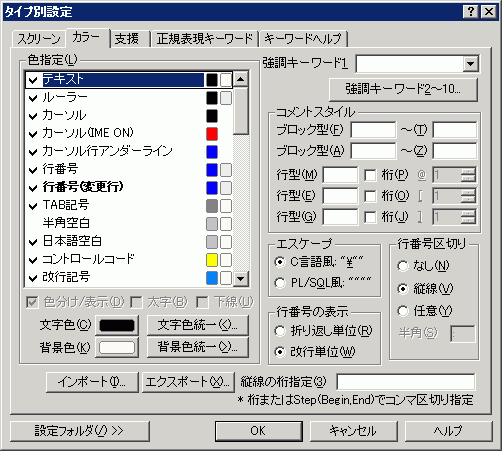 タイプ別設定
スクリーン カラー 支援 正規表現キーワード キーワードヘルプ
色指定(L)
テキスト
ルーラー
カーソル
カーソル(IME ON)
カーソル行アンダーライン
行番号
行番号(変更行)
TAB記号
半角空白
日本語空白
コントロールコード
改行記号
色分け/表示(D) 太字(B) 下線(U)
文字色(C) 文字色統一(<)...
背景色(K) 背景色統一(>)...
インポート(I)... エクスポート(X)...
強調キーワード1
強調キーワード2～10...
コメントスタイル
ブロック型(F) ～(T)
ブロック型(A) ～(Z)
行型(M) 桁(P) @
行型(E) 桁(O) [
行型(G) 桁(J) ]
エスケープ
C言語風: "\""
PL/SQL風: """"
行番号の表示
折り返し単位(R)
改行単位(W)
行番号区切り
なし(N)
縦線(V)
任意(Y)
半角(S) :
縦線の桁指定(3)
* 桁またはStep(Begin,End)でコンマ区切り指定
設定フォルダ(/) >> OK キャンセル ヘルプ